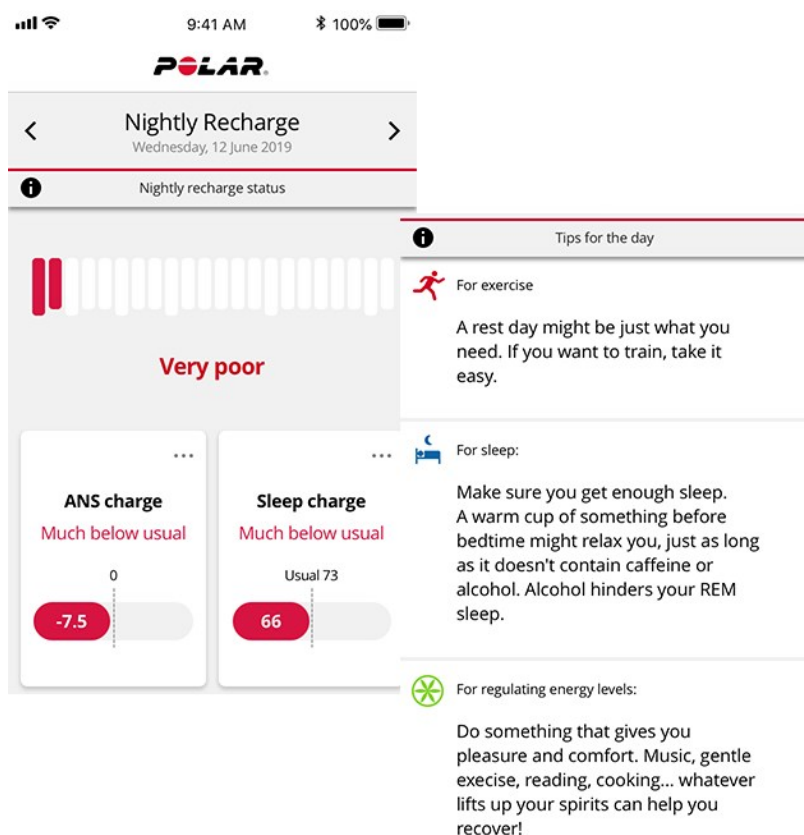 9:41 AM
100%
POLAR.
Nightly Recharge
Wednesday, 12 June 2019
Nightly recharge status
Very poor
ANS charge
Much below usual
0
-7.5
Sleep charge
Much below usual
Usual 73
66
Tips for the day
For exercise
A rest day might be just what you
need. If you want to train, take it
easy.
For sleep:
Make sure you get enough sleep.
A warm cup of something before
bedtime might relax you, just as long
as it doesn't contain caffeine or
alcohol. Alcohol hinders your REM
sleep.
For regulating energy levels:
Do something that gives you
pleasure and comfort. Music, gentle
execise, reading, cooking... whatever
lifts up your spirits can help you
recover!